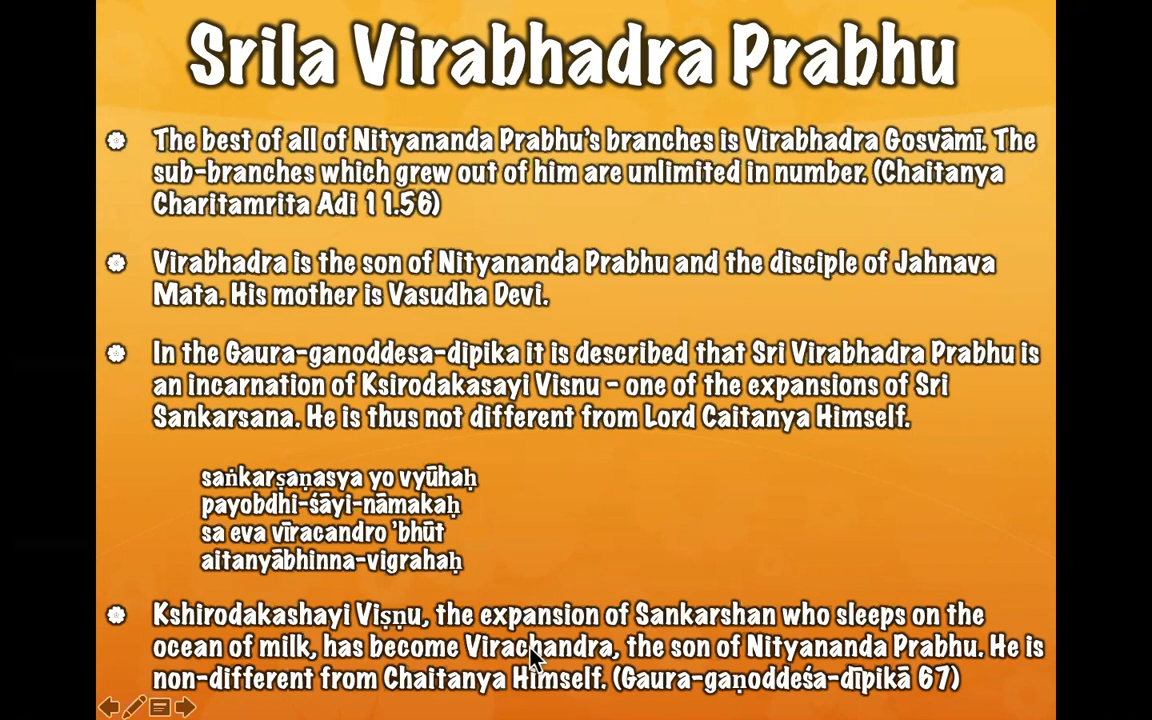 Srila Virabhadra Prabhu
The best of all of Nityananda Prabhu's branches is Virabhadra Gosvāmī. The
sub-branches which grew out of him are unlimited in number. (Chaitanya
Charitamrita Adi 11.56)
Virabhadra is the son of Nityananda Prabhu and the disciple of Jahnava
Mata. His mother is Vasudha Devi.
In the Gaura-ganoddesa-dipika it is described that Sri Virabhadra Prabhu is
an incarnation of Ksirodakasayi Visnu – one of the expansions of Sri
Sankarsana. He is thus not different from Lord Caitanya Himself.
saṅkarṣaṇasya yo vyūhaḥ
payobdhi-śāyi-nāmakaḥ
sa eva vīracandro 'bhūt
aitanyābhinna-vigrahaḥ
Kshirodakashayi Viṣṇu, the expansion of Sankarshan who sleeps on the
ocean of milk, has become Virachandra, the son of Nityananda Prabhu. He is
non-different from Chaitanya Himself. (Gaura-gaṇoddeśa-dīpikā 67)